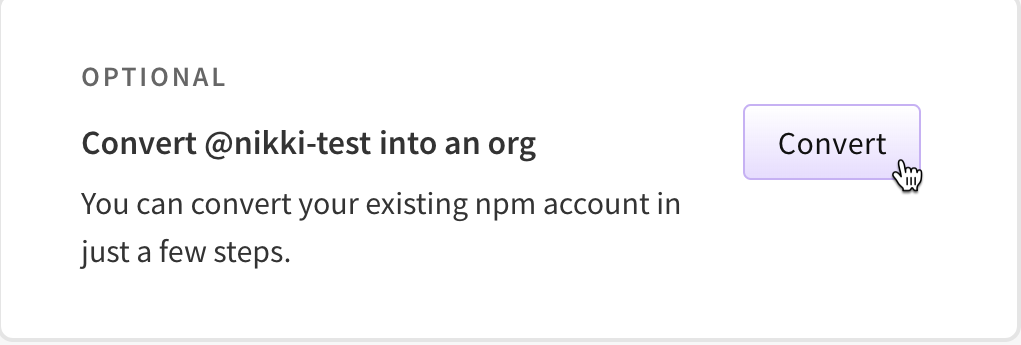 OPTIONAL
Convert @nikki-test into an org
Convert
You can convert your existing npm account in
just a few steps.